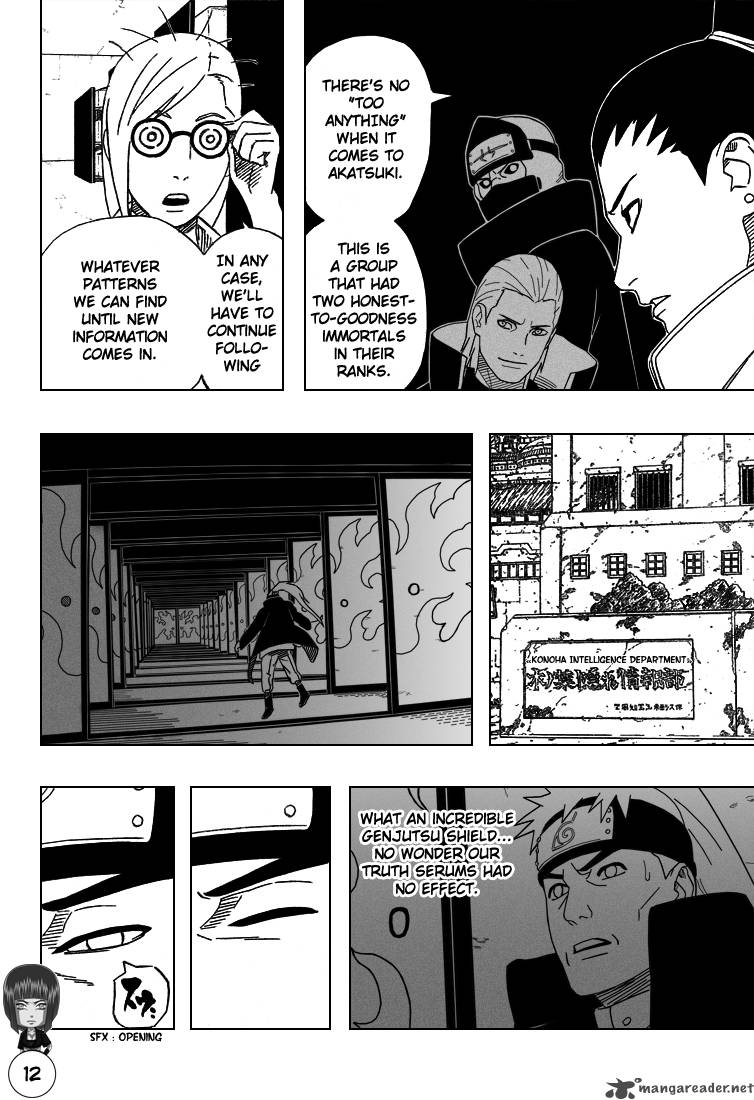 THERE'S NO
"TOO
ANYTHING"
WHEN IT
COMES TO
AKATSUKI.
THIS IS
A GROUP
THAT HAD
TWO HONEST-
TO-GOODNESS
IMMORTALS
IN THEIR
RANKS.
IN ANY
CASE,
WE'LL
HAVE TO
CONTINUE
FOLLO-
WING
WHATEVER
PATTERNS
WE CAN FIND
UNTIL NEW
INFORMATION
COMES IN.
KONOHA INTELLIGENCE DEPARTMENT
WHAT AN INCREDIBLE
GENJUTSU SHIELD...
NO WONDER OUR
TRUTH SERUMS HAD
NO EFFECT.
SFX : OPENING
12
mangareader.net